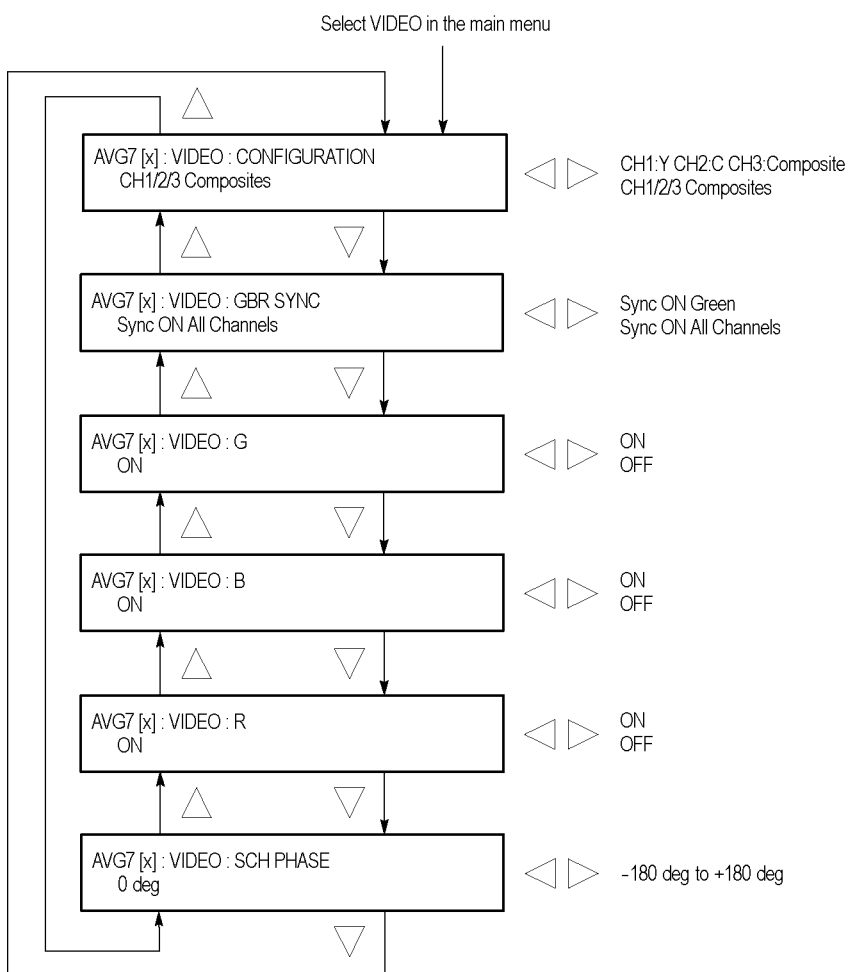 Select VIDEO in the main menu
AVG7 [x] : VIDEO : CONFIGURATION
CH1/2/3 Composites
CH1:Y CH2:C CH3:Composite
CH1/2/3 Composites
AVG7 [x] : VIDEO : GBR SYNC
Sync ON All Channels
Sync ON Green
Sync ON All Channels
AVG7 [x] : VIDEO : G
ON
ON
OFF
AVG7 [x] : VIDEO : B
ON
ON
OFF
AVG7 [x] : VIDEO : R
ON
ON
OFF
AVG7 [x] : VIDEO : SCH PHASE
0 deg
–180 deg to +180 deg